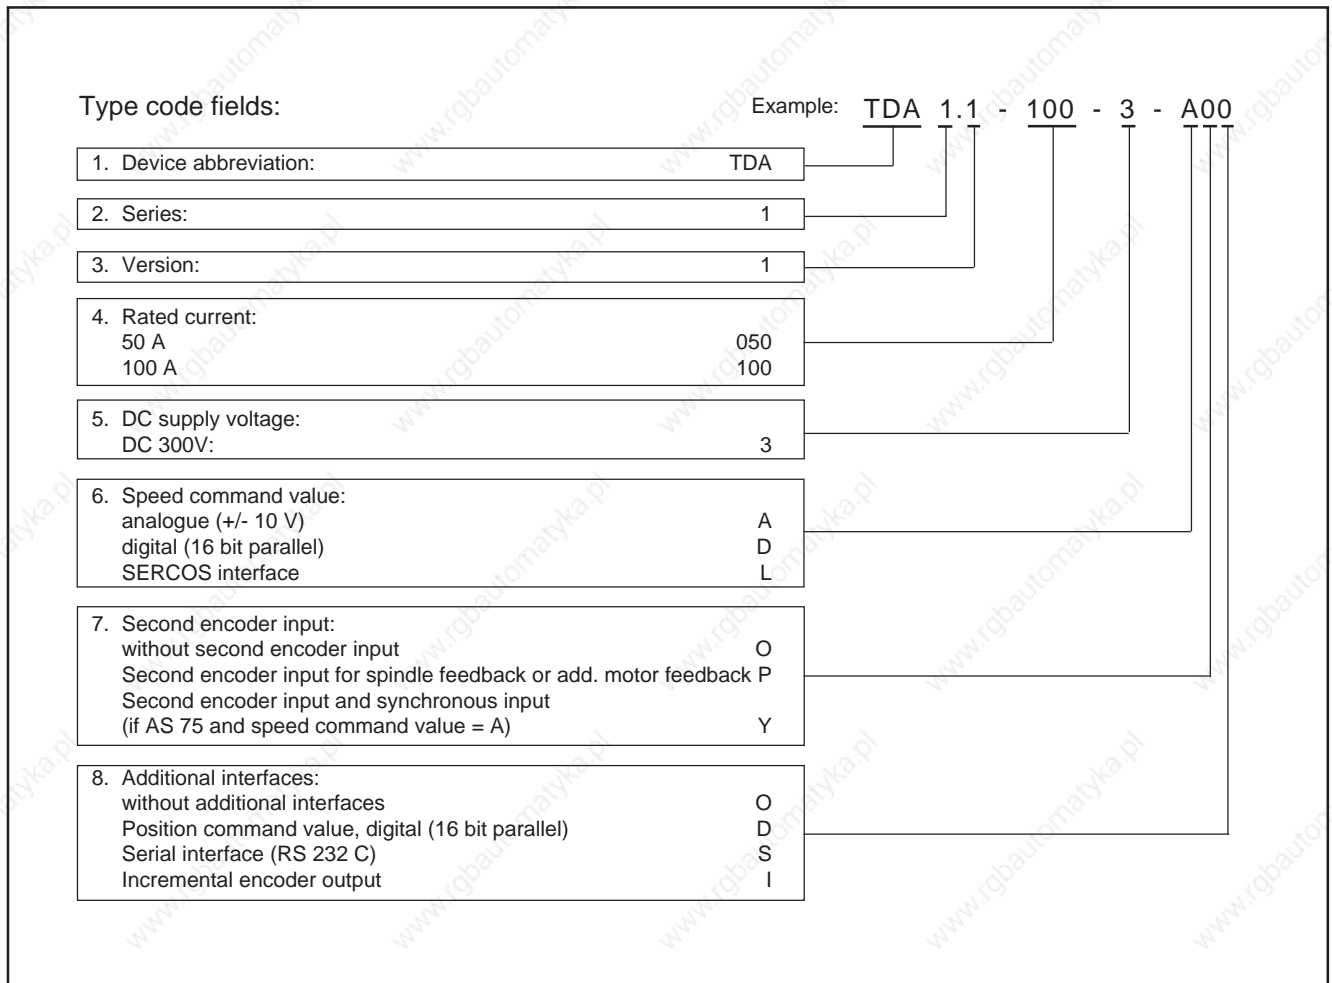 Type code fields:
Example: TDA 1.1 - 100 - 3 - A00
1. Device abbreviation: TDA
2. Series: 1
3. Version: 1
4. Rated current:
50 A 050
100 A 100
5. DC supply voltage:
DC 300V: 3
6. Speed command value:
analogue (+/- 10 V) A
digital (16 bit parallel) D
SERCOS interface L
7. Second encoder input:
without second encoder input O
Second encoder input for spindle feedback or add. motor feedback P
Second encoder input and synchronous input
(if AS 75 and speed command value = A) Y
8. Additional interfaces:
without additional interfaces O
Position command value, digital (16 bit parallel) D
Serial interface (RS 232 C) S
Incremental encoder output I
www.rgbautomatyka.pl